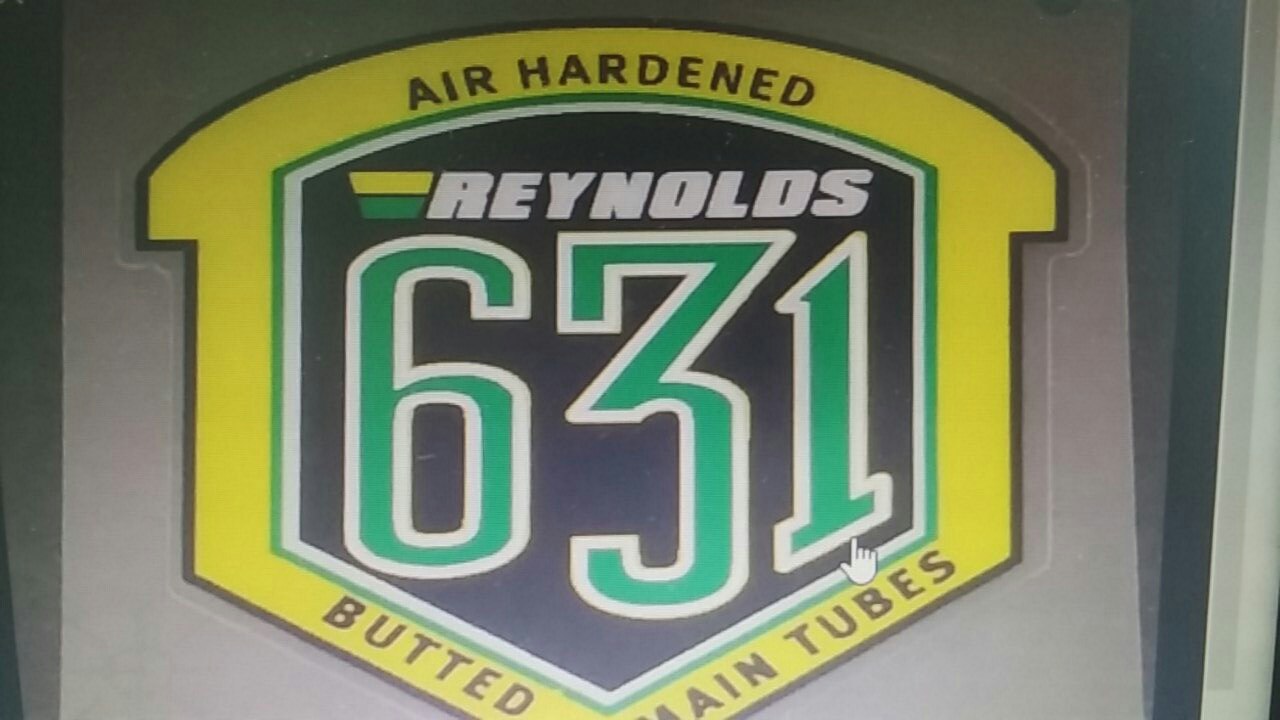 AIR HARDENED
REYNOLDS
631
BUTTED MAIN TUBES